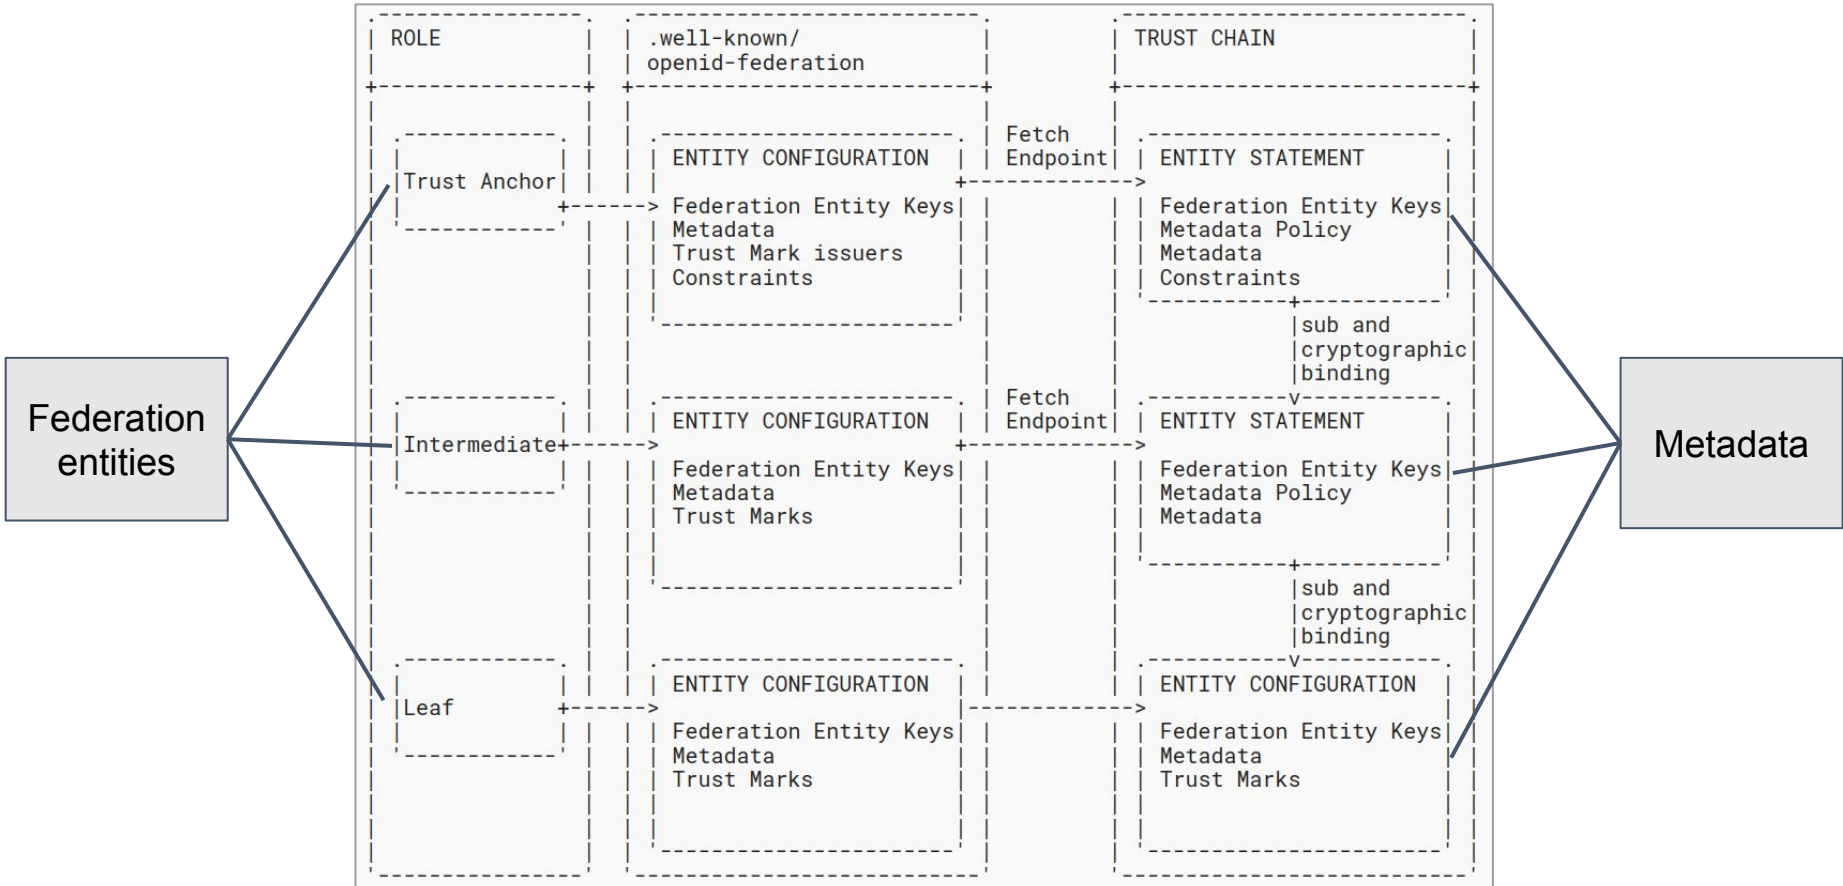 ROLE
.well-known/
openid-federation
TRUST CHAIN
Fetch
Endpoint
Trust Anchor
ENTITY CONFIGURATION
Federation Entity Keys
Metadata
Trust Mark issuers
Constraints
ENTITY STATEMENT
Federation Entity Keys
Metadata Policy
Metadata
Constraints
sub and
cryptographic
binding
Federation
entities
Metadata
Fetch
Endpoint
Intermediate
ENTITY CONFIGURATION
Federation Entity Keys
Metadata
Trust Marks
ENTITY STATEMENT
Federation Entity Keys
Metadata Policy
Metadata
sub and
cryptographic
binding
Leaf
ENTITY CONFIGURATION
Federation Entity Keys
Metadata
Trust Marks
ENTITY CONFIGURATION
Federation Entity Keys
Metadata
Trust Marks